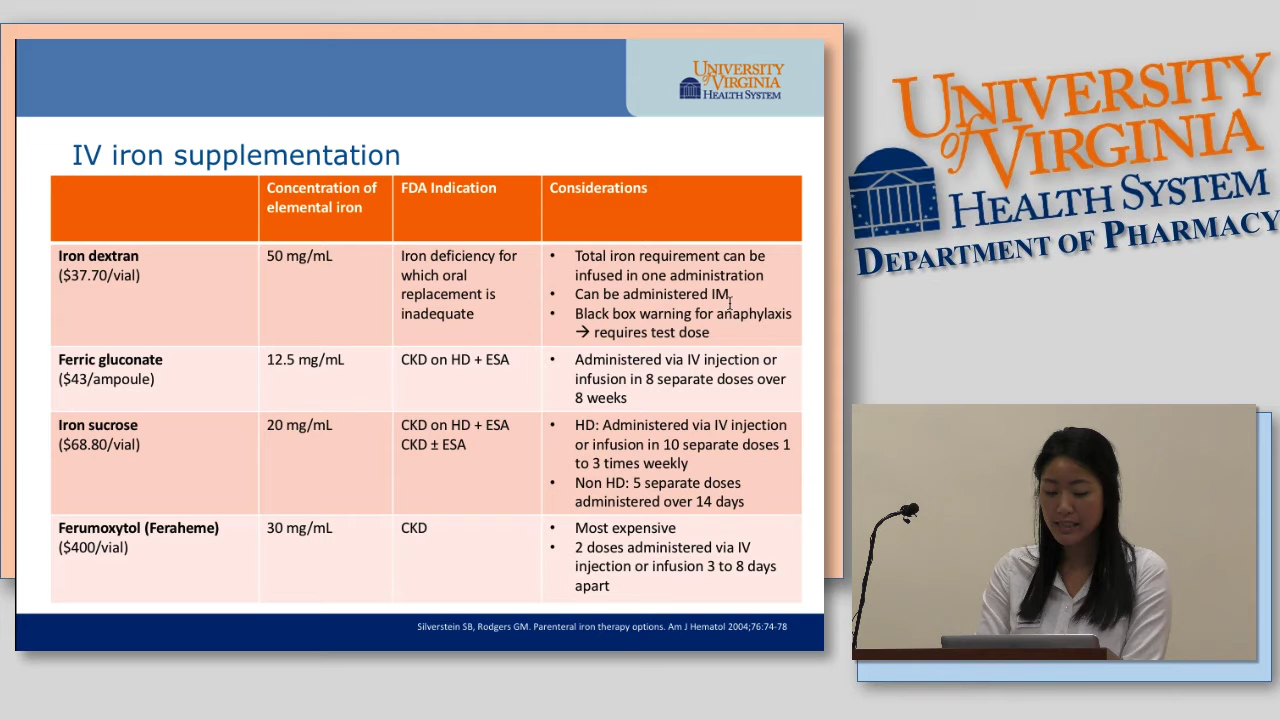 UNIVERSITY
of VIRGINIA
HEALTH SYSTEM
IV iron supplementation
Concentration of
elemental iron
FDA Indication
Considerations
Iron dextran
($37.70/vial)
50 mg/mL
Iron deficiency for
which oral
replacement is
inadequate
• Total iron requirement can be
infused in one administration
• Can be administered IM
• Black box warning for anaphylaxis
→ requires test dose
Ferric gluconate
($43/ampoule)
12.5 mg/mL
CKD on HD + ESA
• Administered via IV injection or
infusion in 8 separate doses over
8 weeks
Iron sucrose
($68.80/vial)
20 mg/mL
CKD on HD + ESA
CKD ± ESA
• HD: Administered via IV injection
or infusion in 10 separate doses 1
to 3 times weekly
• Non HD: 5 separate doses
administered over 14 days
Ferumoxytol (Feraheme)
($400/vial)
30 mg/mL
CKD
• Most expensive
• 2 doses administered via IV
injection or infusion 3 to 8 days
apart
Silverstein SB, Rodgers GM. Parenteral iron therapy options. Am J Hematol 2004;76:74-78
UNIVERSITY
of VIRGINIA
HEALTH SYSTEM
DEPARTMENT OF PHARMACY